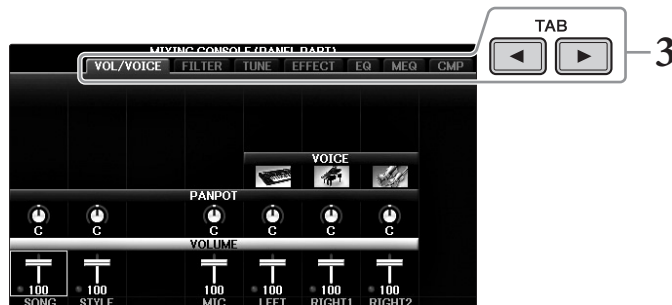 TAB
3
MIXING CONSOLE (PANEL PART)
VOL/VOICE FILTER TUNE EFFECT EQ MEQ CMP
VOICE
PANPOT
C C C C C C
VOLUME
100 100 100 100 100 100
SONG STYLE MIC LEFT RIGHT1 RIGHT2